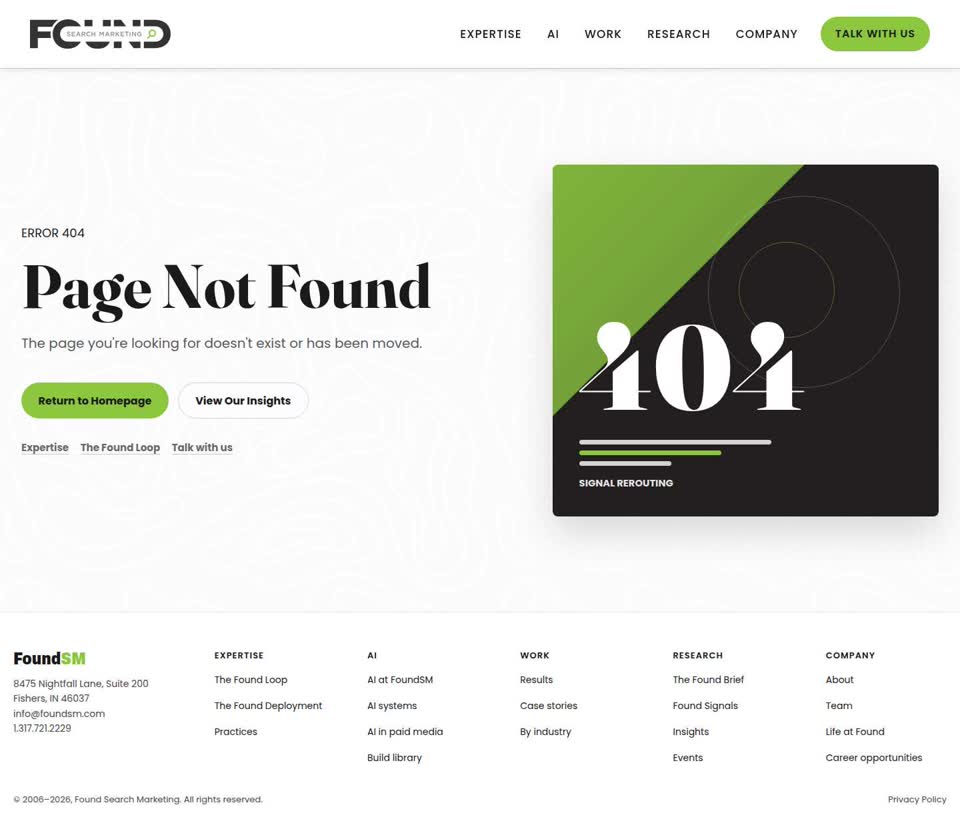 FOUND
SEARCH MARKETING
EXPERTISE AI WORK RESEARCH COMPANY TALK WITH US
ERROR 404
Page Not Found
The page you're looking for doesn't exist or has been moved.
Return to Homepage View Our Insights
Expertise The Found Loop Talk with us
404
SIGNAL REROUTING
FoundSM
8475 Nightfall Lane, Suite 200
Fishers, IN 46037
info@foundsm.com
1.317.721.2229
EXPERTISE
The Found Loop
The Found Deployment
Practices
AI
AI at FoundSM
AI systems
AI in paid media
Build library
WORK
Results
Case stories
By industry
RESEARCH
The Found Brief
Found Signals
Insights
Events
COMPANY
About
Team
Life at Found
Career opportunities
© 2006–2026, Found Search Marketing. All rights reserved.
Privacy Policy